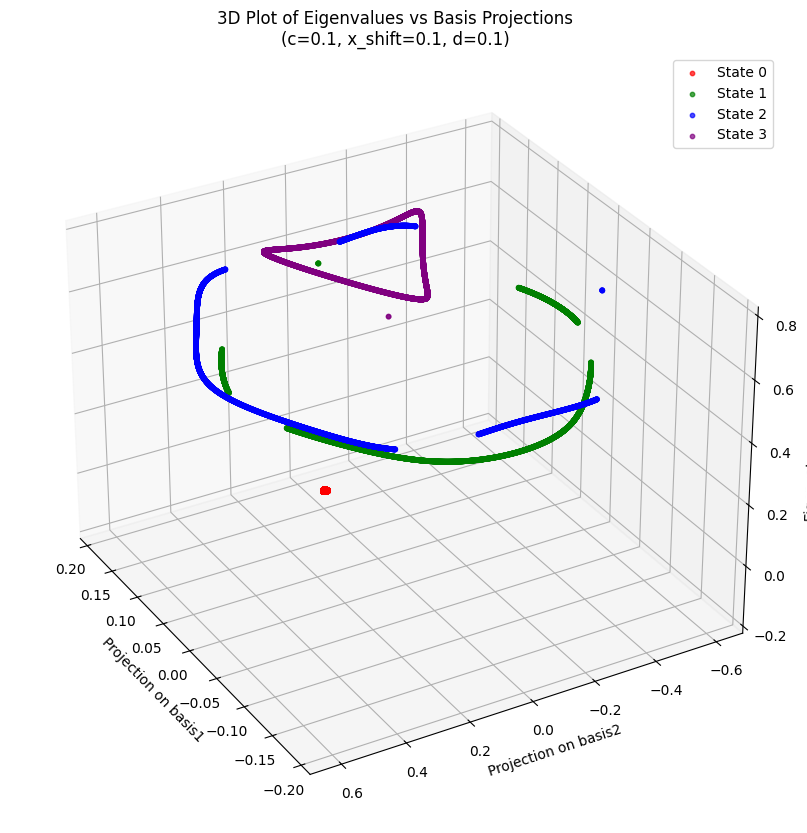 3D Plot of Eigenvalues vs Basis Projections
(c=0.1, x_shift=0.1, d=0.1)
State 0
State 1
State 2
State 3
0.8
0.6
0.4
0.2
0.0
−0.2
0.20
0.15
0.10
0.05
0.00
−0.05
−0.10
−0.15
−0.20
Projection on basis1
0.6
0.4
0.2
0.0
−0.2
−0.4
−0.6
Projection on basis2